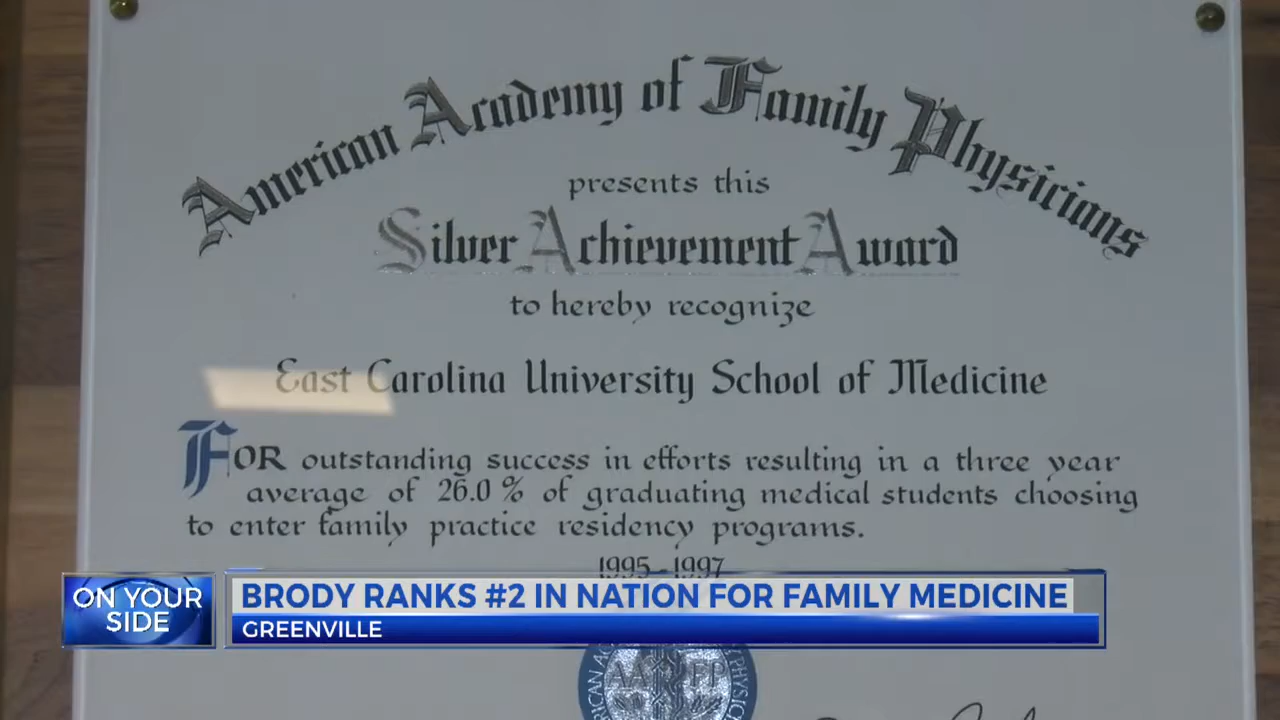 American Academy of Family Physicians
presents this
Silver Achievement Award
to hereby recognize
East Carolina University School of Medicine
FOR outstanding success in efforts resulting in a three year
average of 26.0 % of graduating medical students choosing
to enter family practice residency programs.
1995-1997
ON YOUR
SIDE
BRODY RANKS #2 IN NATION FOR FAMILY MEDICINE
GREENVILLE
AAFP